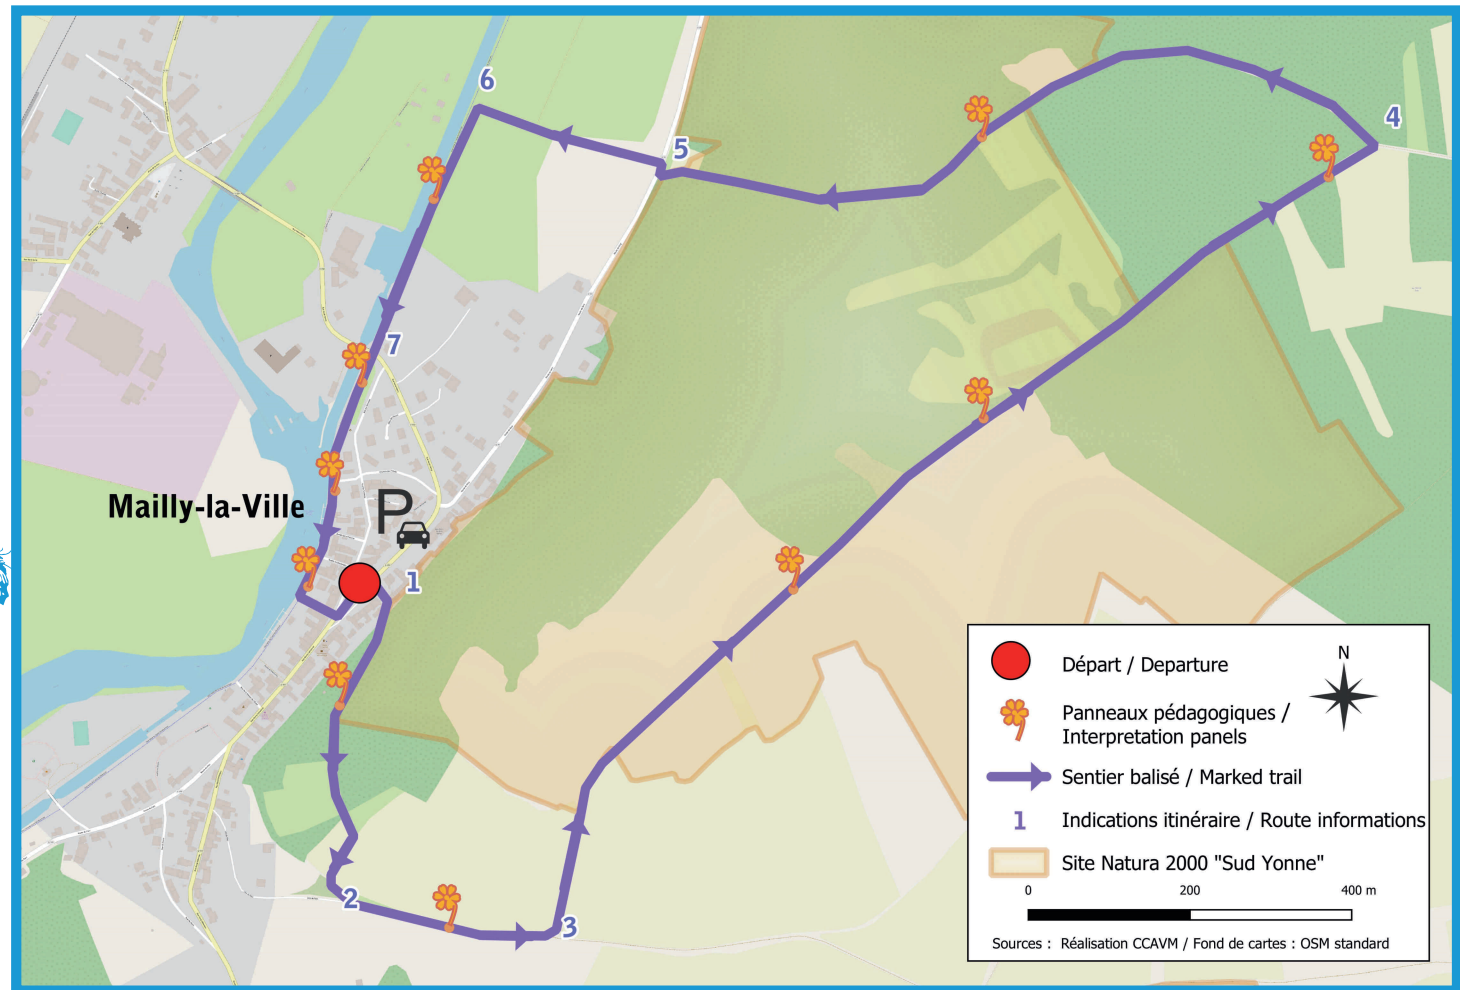 6
5
4
7
Mailly-la-Ville
P
1
2
3
Départ / Departure
N
Panneaux pédagogiques /
Interpretation panels
Sentier balisé / Marked trail
1
Indications itinéraire / Route informations
Site Natura 2000 "Sud Yonne"
0
200
400 m
Sources : Réalisation CCAVM / Fond de cartes : OSM standard